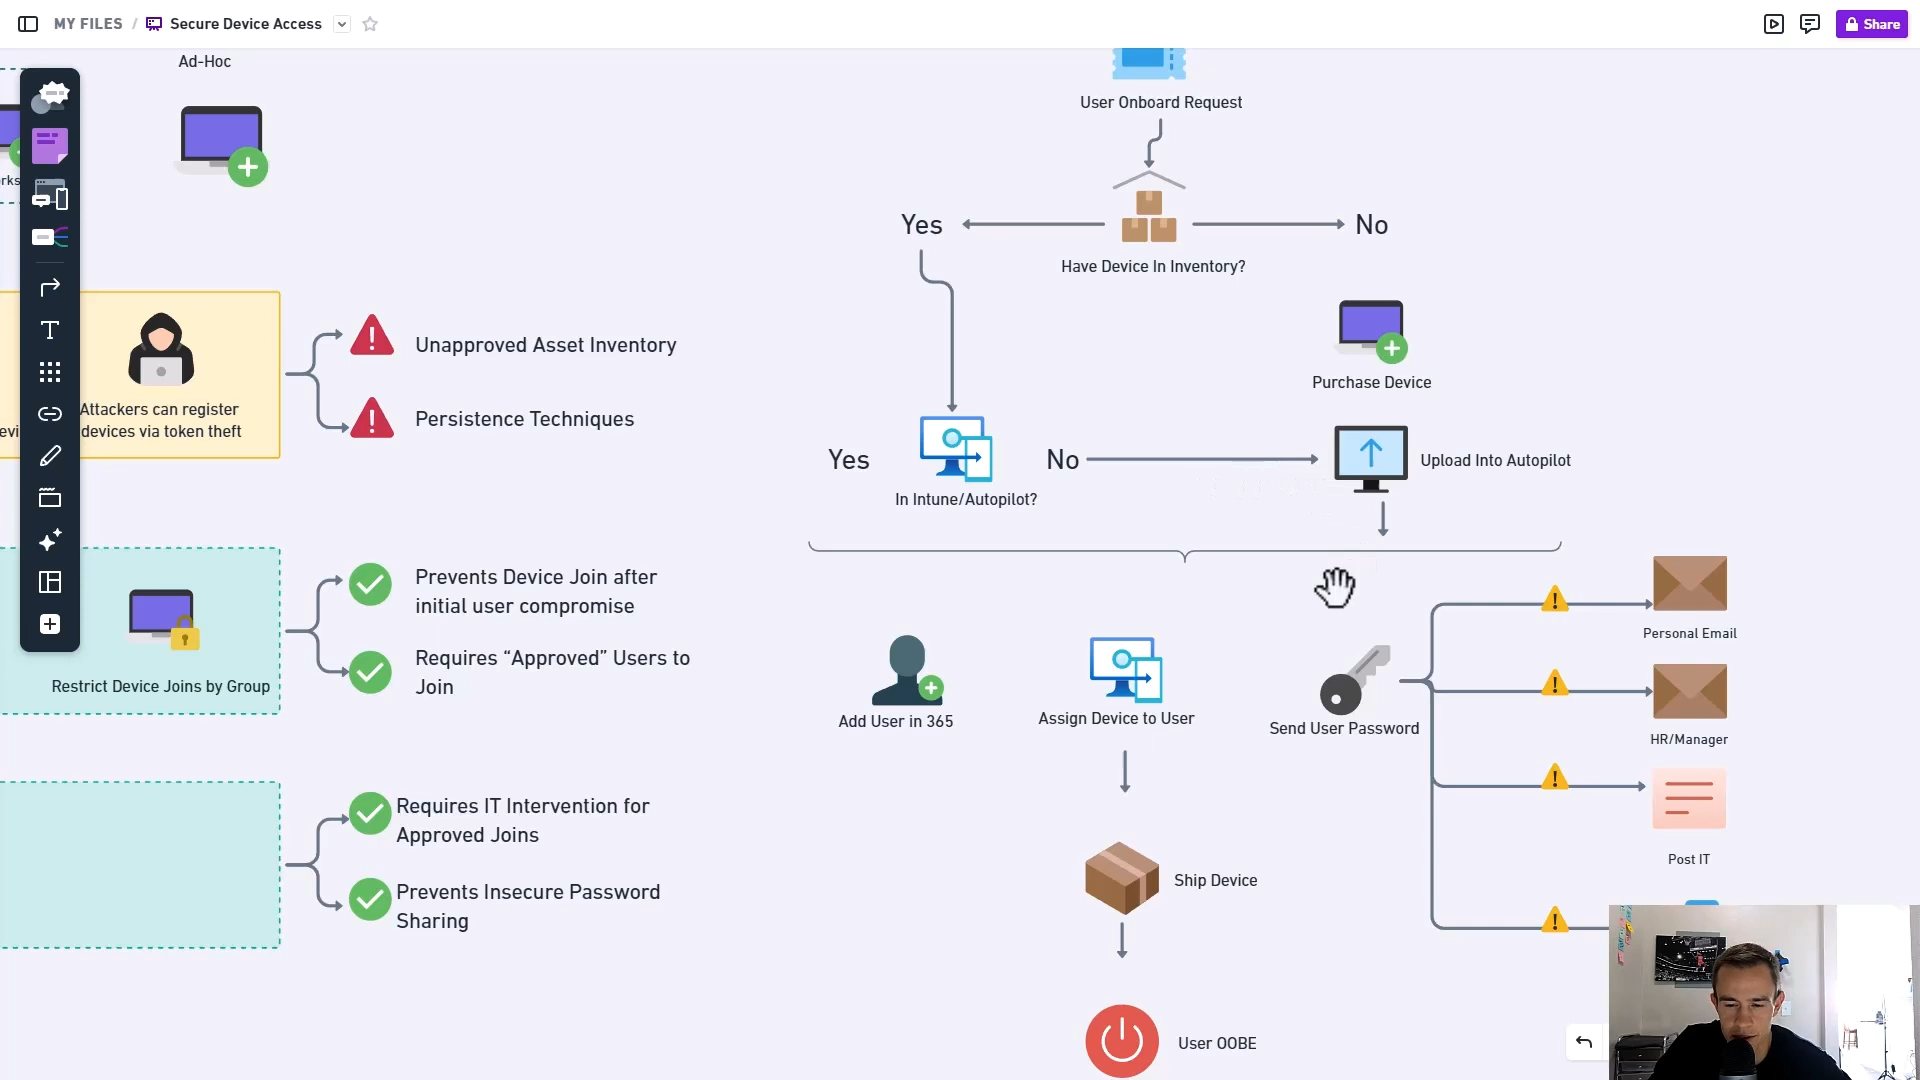 MY FILES / Secure Device Access
Share
Ad-Hoc
rks
Attackers can register
devices via token theft
evi
Unapproved Asset Inventory
Persistence Techniques
Restrict Device Joins by Group
Prevents Device Join after
initial user compromise
Requires “Approved” Users to
Join
Requires IT Intervention for
Approved Joins
Prevents Insecure Password
Sharing
User Onboard Request
Yes
No
Have Device In Inventory?
Purchase Device
Yes
No
In Intune/Autopilot?
Upload Into Autopilot
Add User in 365
Assign Device to User
Send User Password
Personal Email
HR/Manager
Post IT
Ship Device
User OOBE